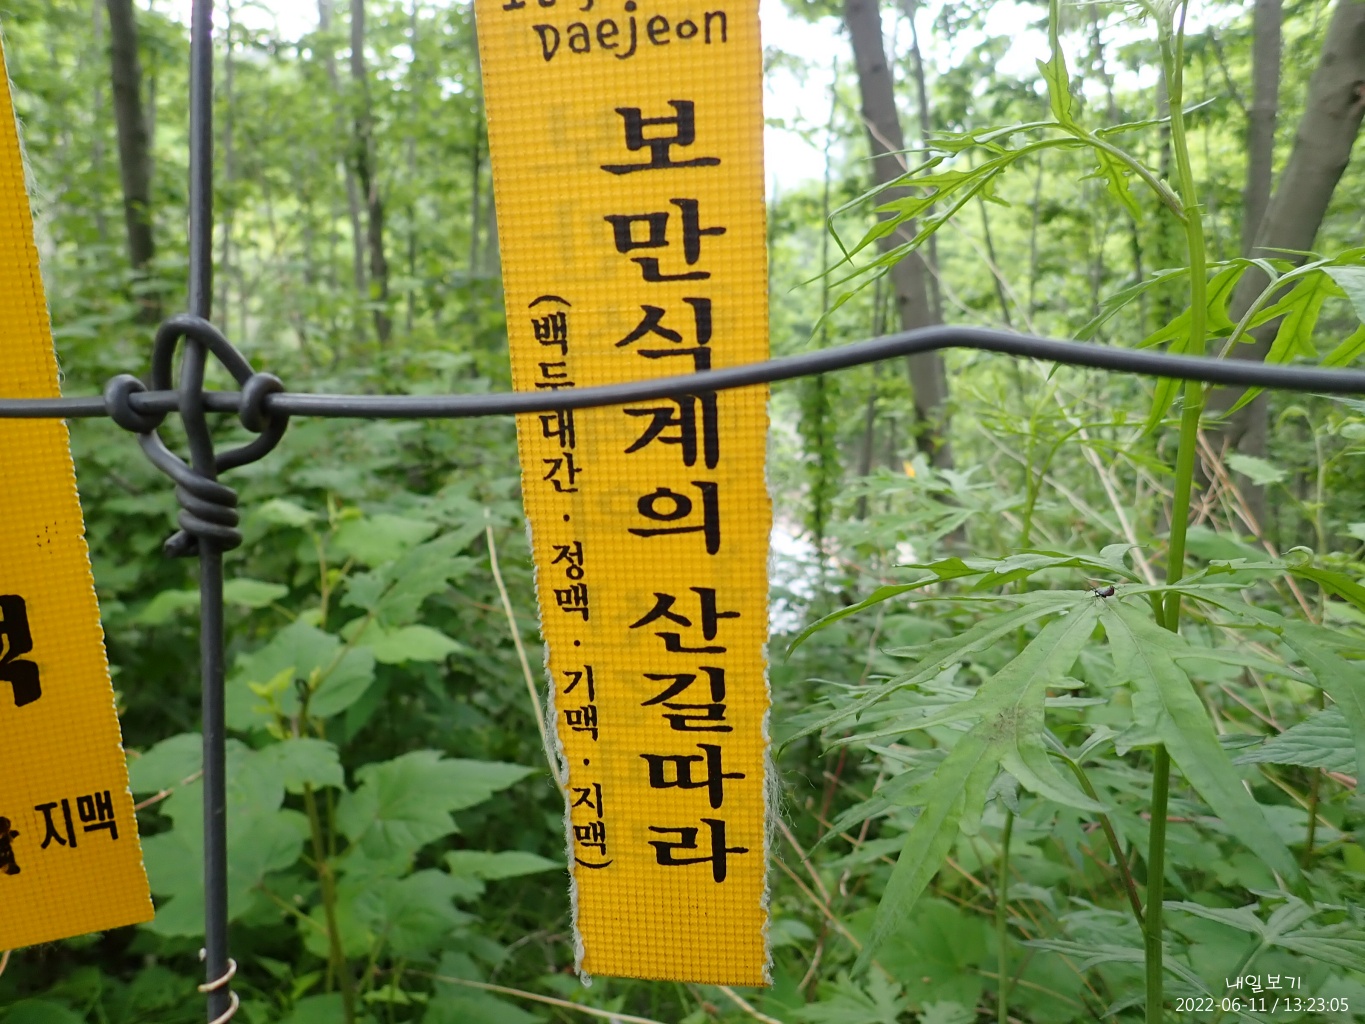 Daejeon
보만식계의 산길따라
(백두대간·정맥·기맥·지맥)
지맥
내일보기
2022-06-11 / 13:23:05